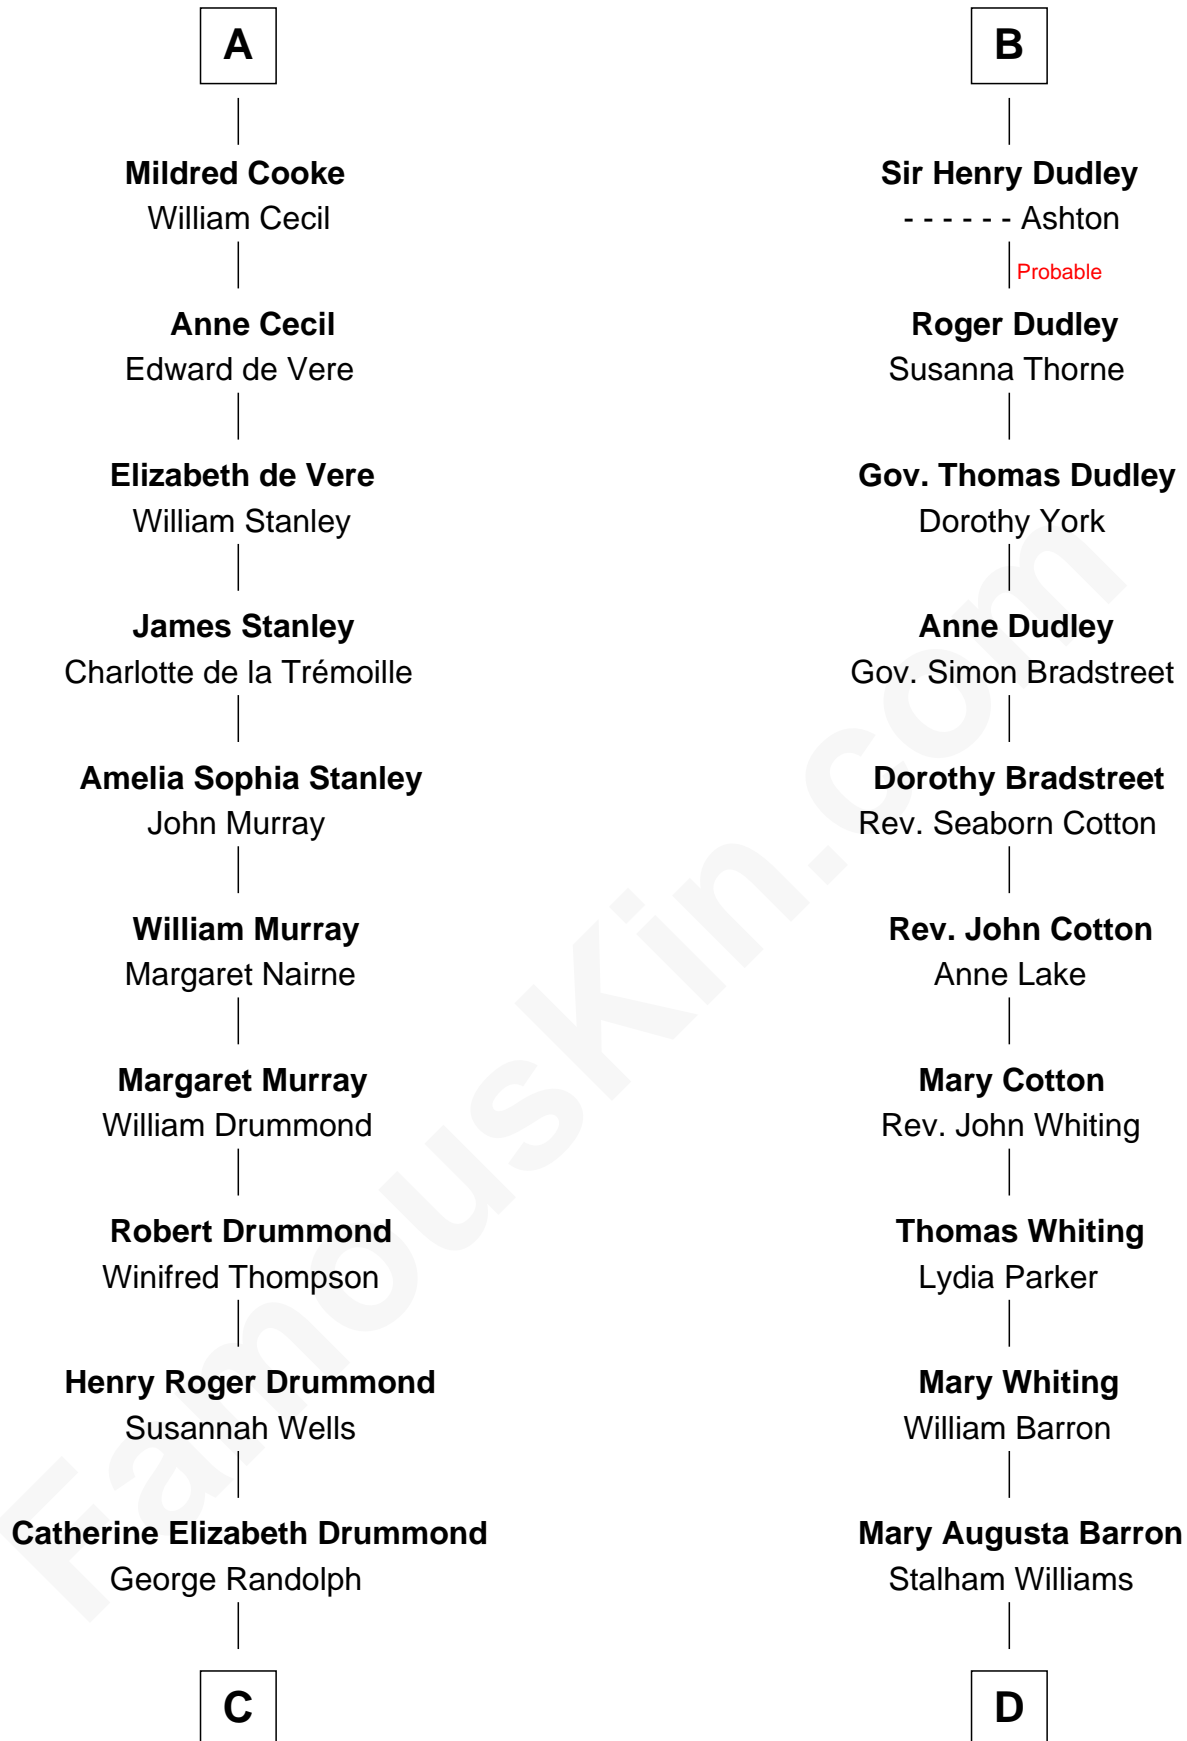 A
Mildred Cooke
William Cecil
Anne Cecil
Edward de Vere
Elizabeth de Vere
William Stanley
James Stanley
Charlotte de la Trémoille
Amelia Sophia Stanley
John Murray
William Murray
Margaret Nairne
Margaret Murray
William Drummond
Robert Drummond
Winifred Thompson
Henry Roger Drummond
Susannah Wells
Catherine Elizabeth Drummond
George Randolph
C
B
Sir Henry Dudley
- - - - - - Ashton
Probable
Roger Dudley
Susanna Thorne
Gov. Thomas Dudley
Dorothy York
Anne Dudley
Gov. Simon Bradstreet
Dorothy Bradstreet
Rev. Seaborn Cotton
Rev. John Cotton
Anne Lake
Mary Cotton
Rev. John Whiting
Thomas Whiting
Lydia Parker
Mary Whiting
William Barron
Mary Augusta Barron
Stalham Williams
D
FamousKin.com